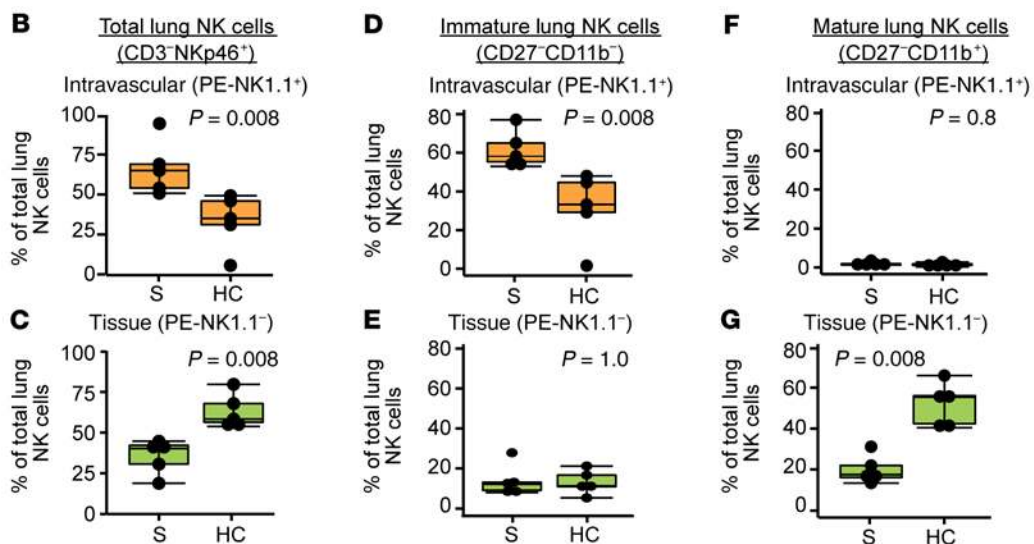 B
Total lung NK cells
(CD3⁻NKp46⁺)
Intravascular (PE-NK1.1⁺)
P = 0.008
% of total lung
NK cells
100
75
50
25
0
S HC
C
Tissue (PE-NK1.1⁻)
P = 0.008
% of total lung
NK cells
100
75
50
25
0
S HC
D
Immature lung NK cells
(CD27⁻CD11b⁻)
Intravascular (PE-NK1.1⁺)
P = 0.008
% of total lung
NK cells
80
60
40
20
0
S HC
E
Tissue (PE-NK1.1⁻)
P = 1.0
% of total lung
NK cells
80
60
40
20
0
S HC
F
Mature lung NK cells
(CD27⁻CD11b⁺)
Intravascular (PE-NK1.1⁺)
P = 0.8
% of total lung
NK cells
80
60
40
20
0
S HC
G
Tissue (PE-NK1.1⁻)
P = 0.008
% of total lung
NK cells
80
60
40
20
0
S HC